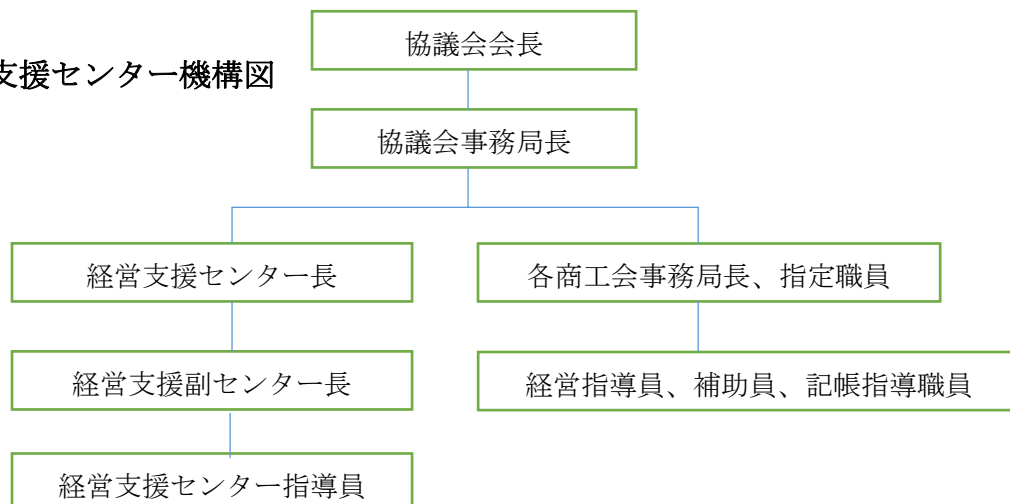 協議会会長
支援センター機構図
協議会事務局長
経営支援センター長
各商工会事務局長、指定職員
経営支援副センター長
経営指導員、補助員、記帳指導職員
経営支援センター指導員